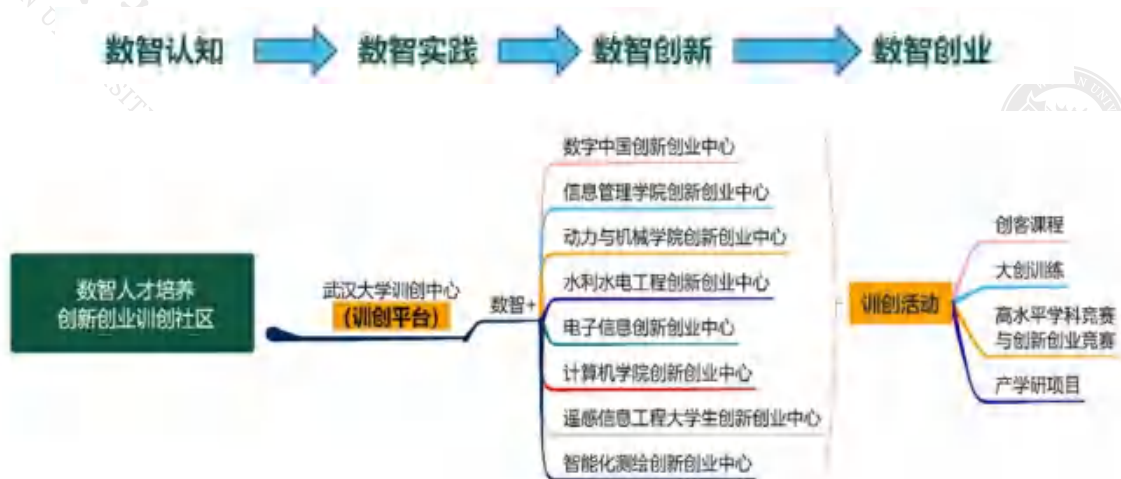 数智认知 数智实践 数智创新 数智创业
数智人才培养
创新创业训创社区
武汉大学训创中心
(训创平台)
数智+
数字中国创新创业中心
信息管理学院创新创业中心
动力与机械学院创新创业中心
水利水电工程创新创业中心
电子信息创新创业中心
计算机学院创新创业中心
遥感信息工程大学生创新创业中心
智能化测绘创新创业中心
训创活动
创客课程
大创训练
高水平学科竞赛
与创新创业竞赛
产学研项目